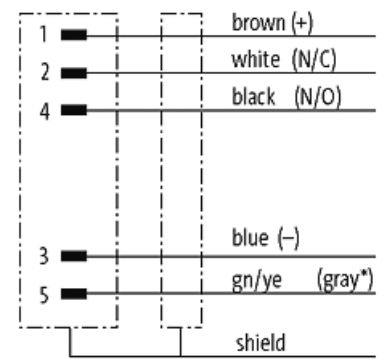 1 brown (+)
2 white (N/C)
4 black (N/O)
3 blue (–)
5 gn/ye (gray*)
shield